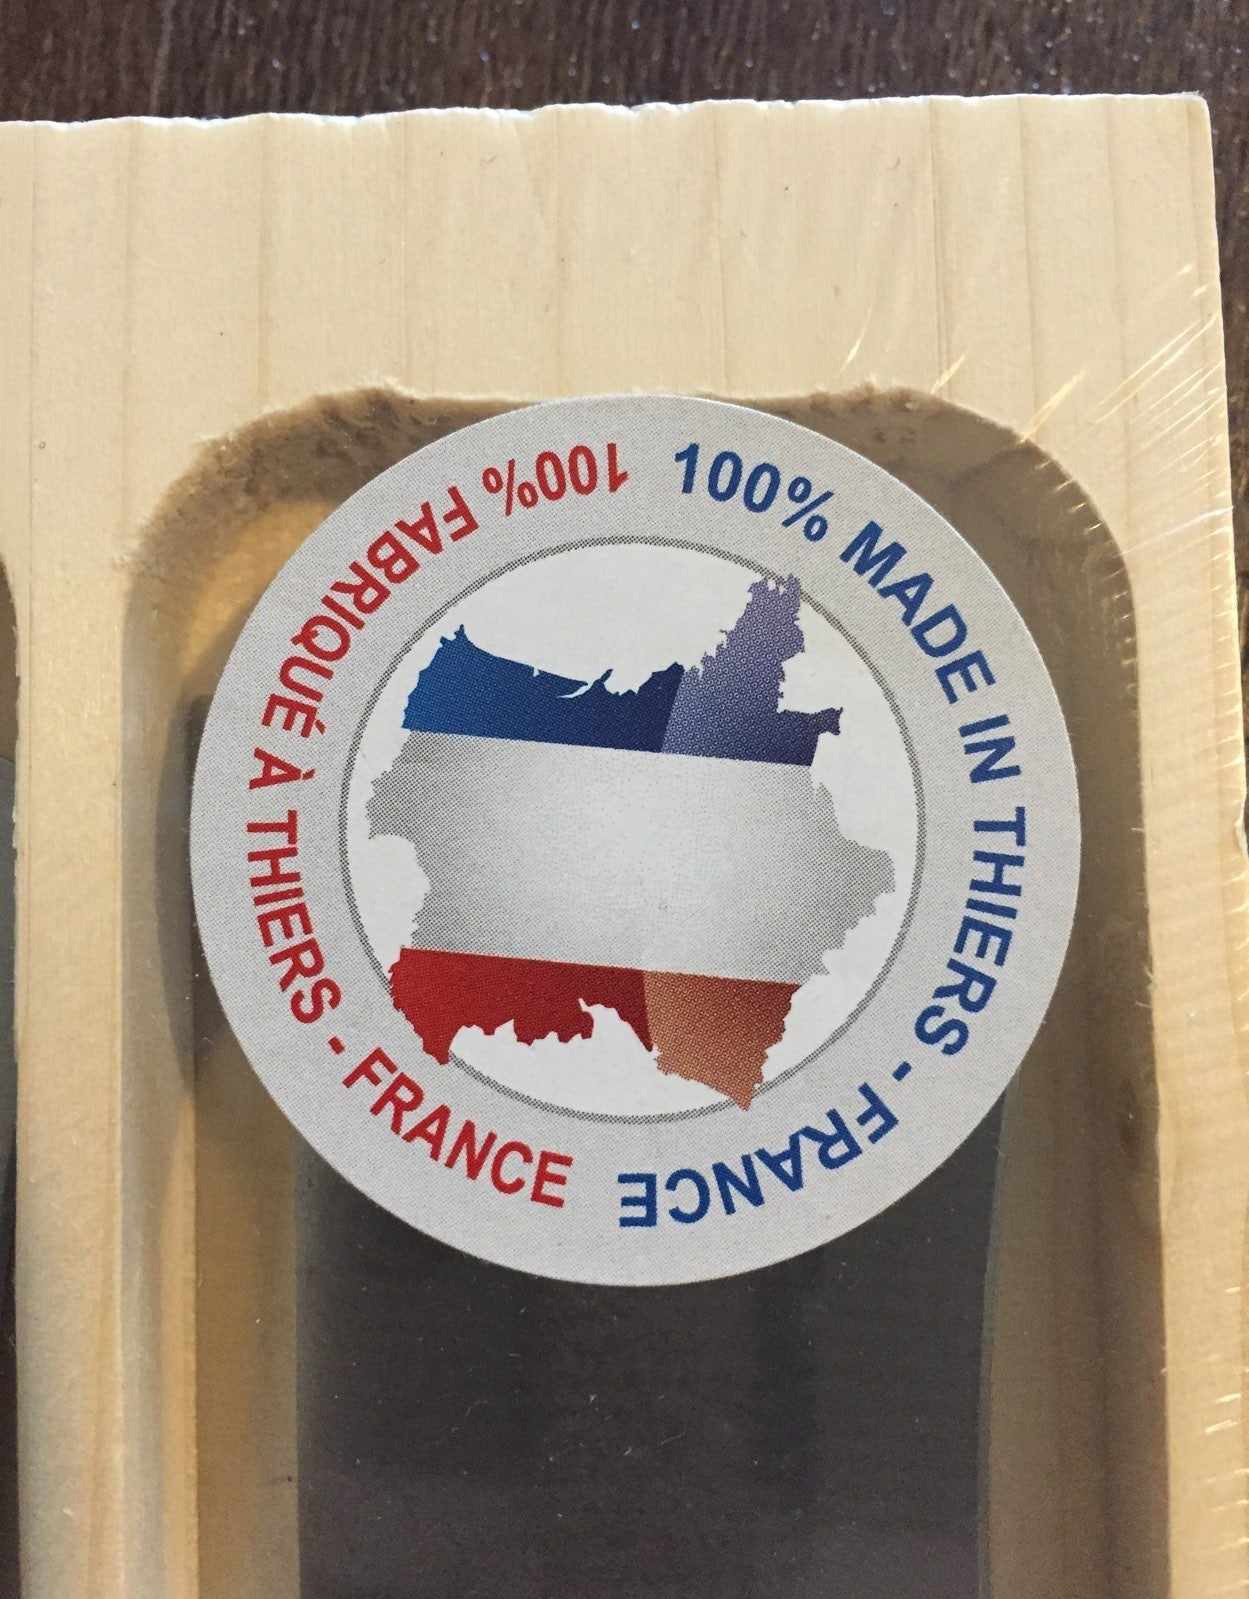 100% FABRIQUÉ À THIERS - FRANCE
100% MADE IN THIERS - FRANCE